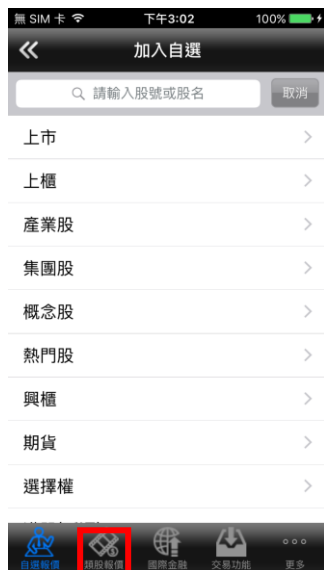 無 SIM 卡 下午3:02 100%
加入自選
請輸入股號或股名 取消
上市
上櫃
產業股
集團股
概念股
熱門股
興櫃
期貨
選擇權
自選報價 類股報價 國際金融 交易功能 更多